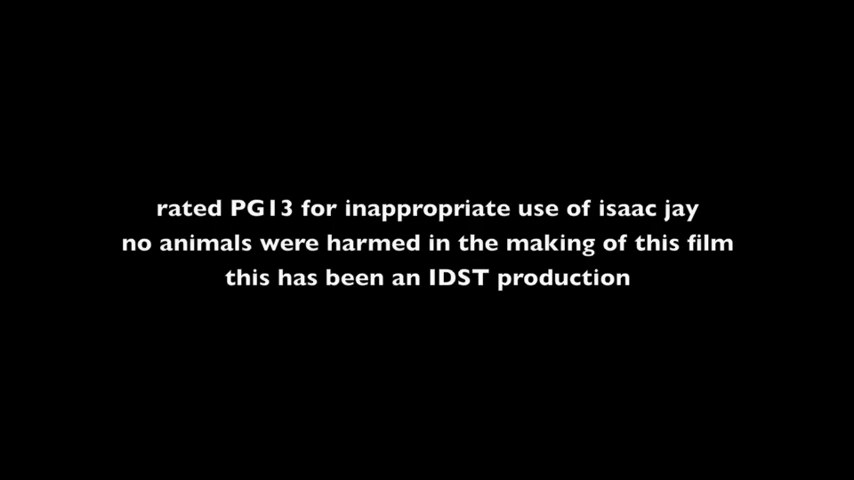 rated PG13 for inappropriate use of isaac jay
no animals were harmed in the making of this film
this has been an IDST production